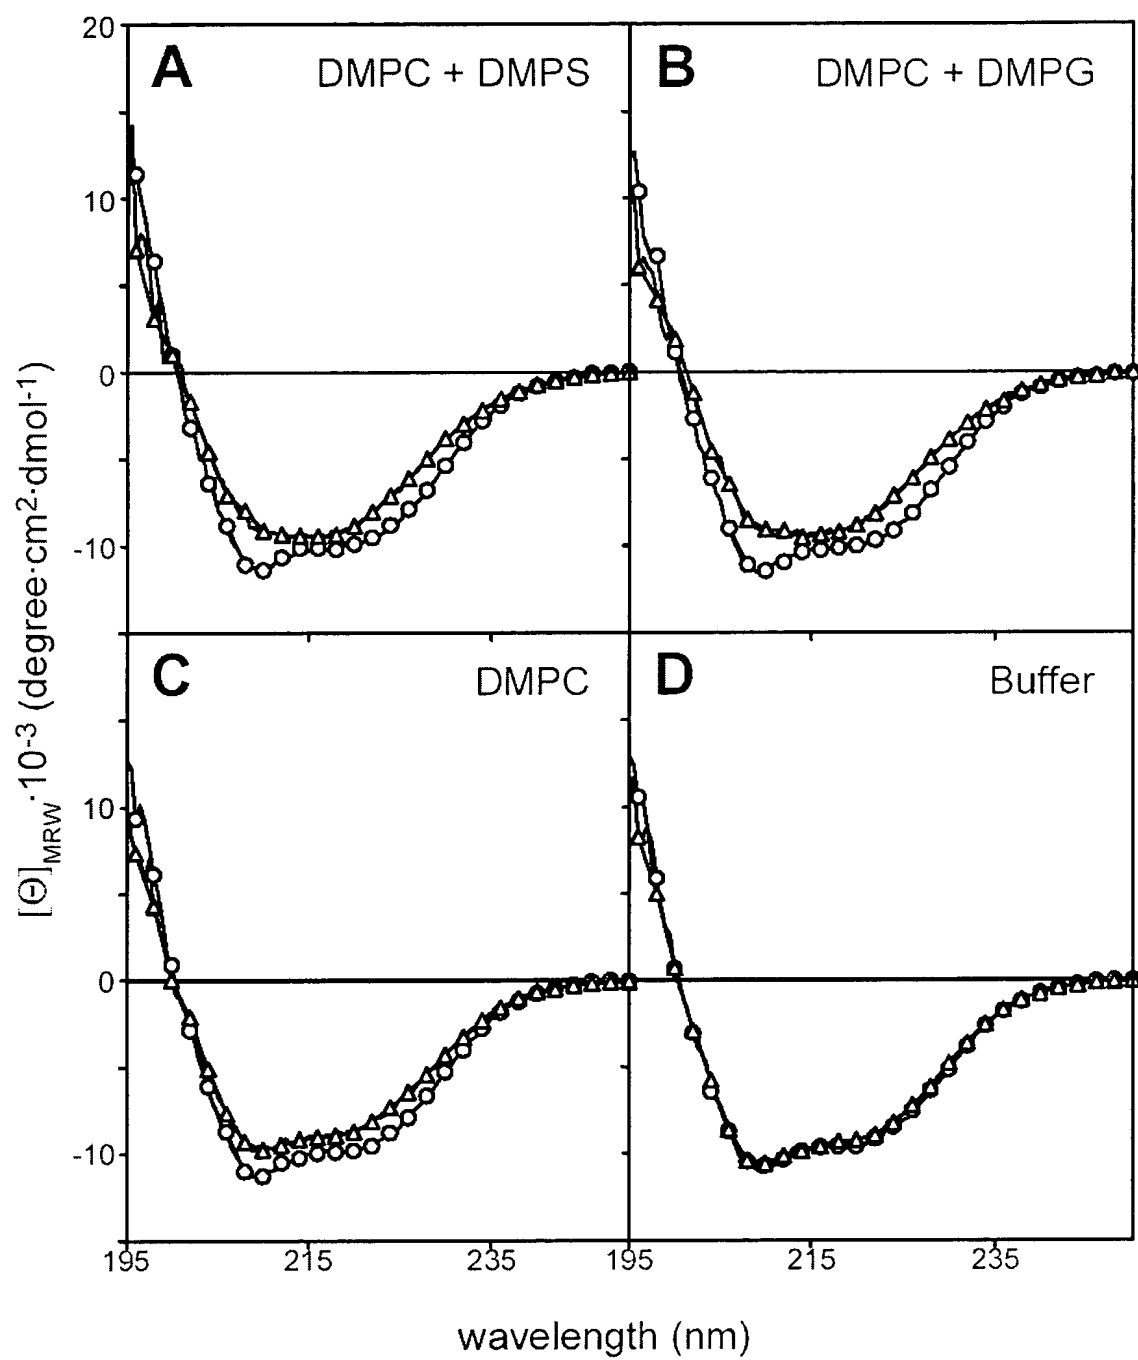 20
A
DMPC + DMPS
B
DMPC + DMPG
10
0
-10
C
DMPC
D
Buffer
10
0
-10
195
215
235
195
215
235
[Θ]MRW·10-3 (degree·cm2·dmol-1)
wavelength (nm)